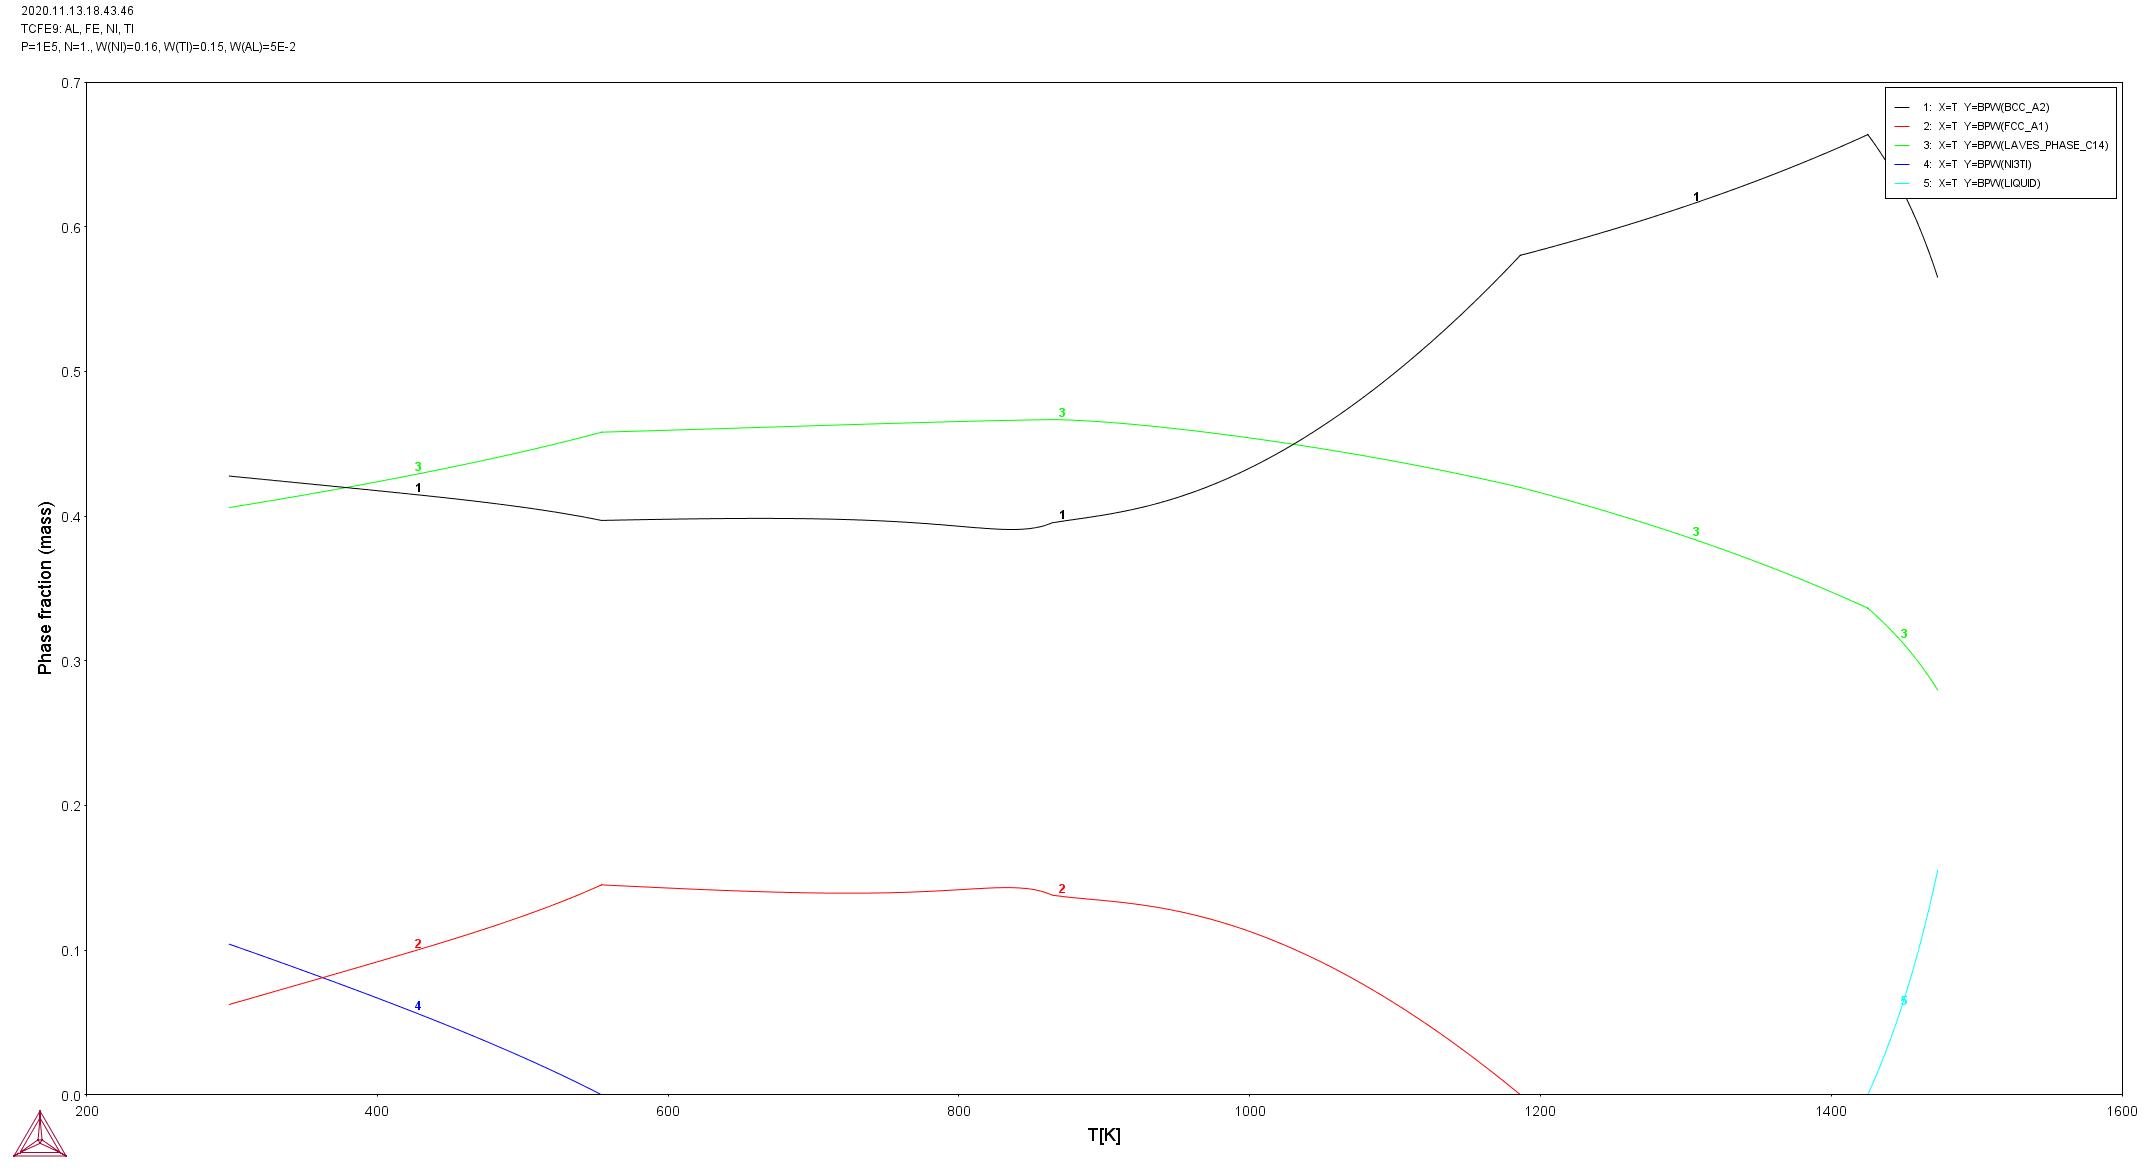 2020.11.13.18.43.46
TCFE9: AL, FE, NI, TI
P=1E5, N=1., W(NI)=0.16, W(TI)=0.15, W(AL)=5E-2
0.7
1: X=T Y=BPW(BCC_A2)
2: X=T Y=BPW(FCC_A1)
3: X=T Y=BPW(LAVES_PHASE_C14)
4: X=T Y=BPW(NI3TI)
5: X=T Y=BPW(LIQUID)
1
0.6
0.5
3
3
1
1
0.4
3
Phase fraction (mass)
3
0.3
0.2
2
2
0.1
4
5
0.0
200 400 600 800 1000 1200 1400 1600
T[K]